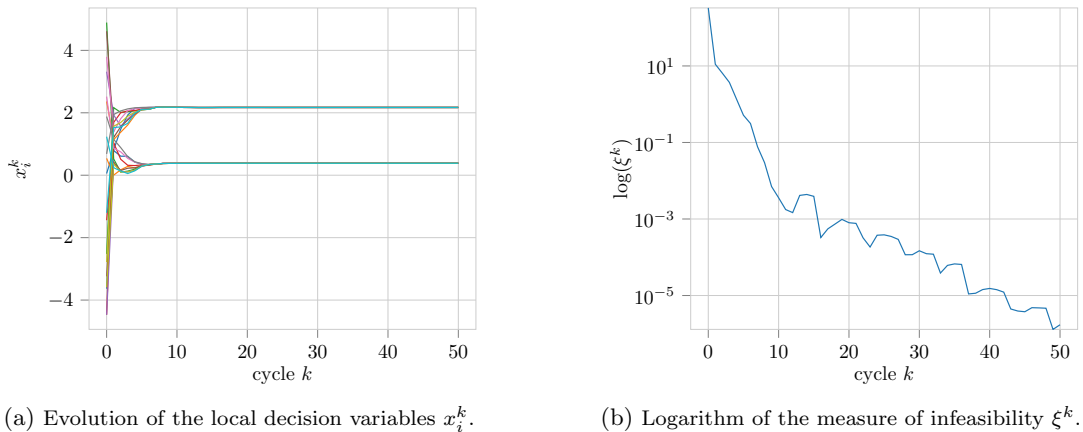 4
2
0
−2
−4
x_i^k
0 10 20 30 40 50
cycle k
(a) Evolution of the local decision variables x_i^k.
10^1
10^−1
10^−3
10^−5
log(ξ^k)
0 10 20 30 40 50
cycle k
(b) Logarithm of the measure of infeasibility ξ^k.